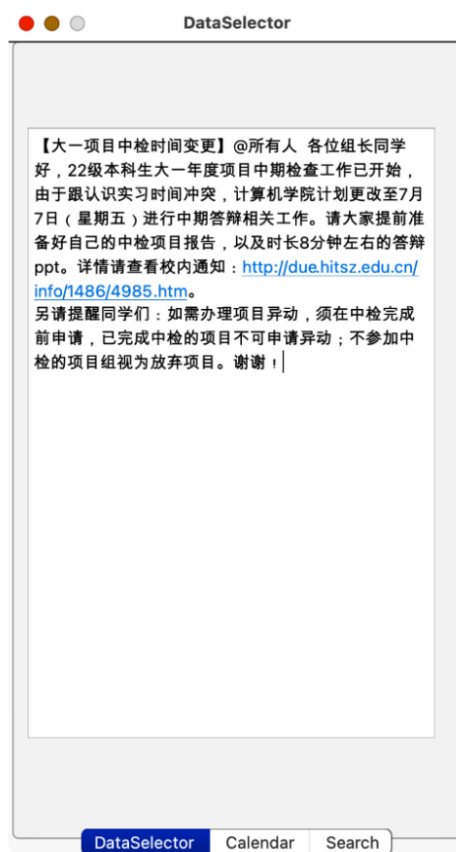 DataSelector
【大一项目中检时间变更】@所有人 各位组长同学
好，22级本科生大一年度项目中期检查工作已开始，
由于跟认识实习时间冲突，计算机学院计划更改至7月
7日（星期五）进行中期答辩相关工作。请大家提前准
备好自己的中检项目报告，以及时长8分钟左右的答辩
ppt。详情请查看校内通知：http://due.hitsz.edu.cn/
info/1486/4985.htm。
另请提醒同学们：如需办理项目异动，须在中检完成
前申请，已完成中检的项目不可申请异动；不参加中
检的项目组视为放弃项目。谢谢！
DataSelector Calendar Search